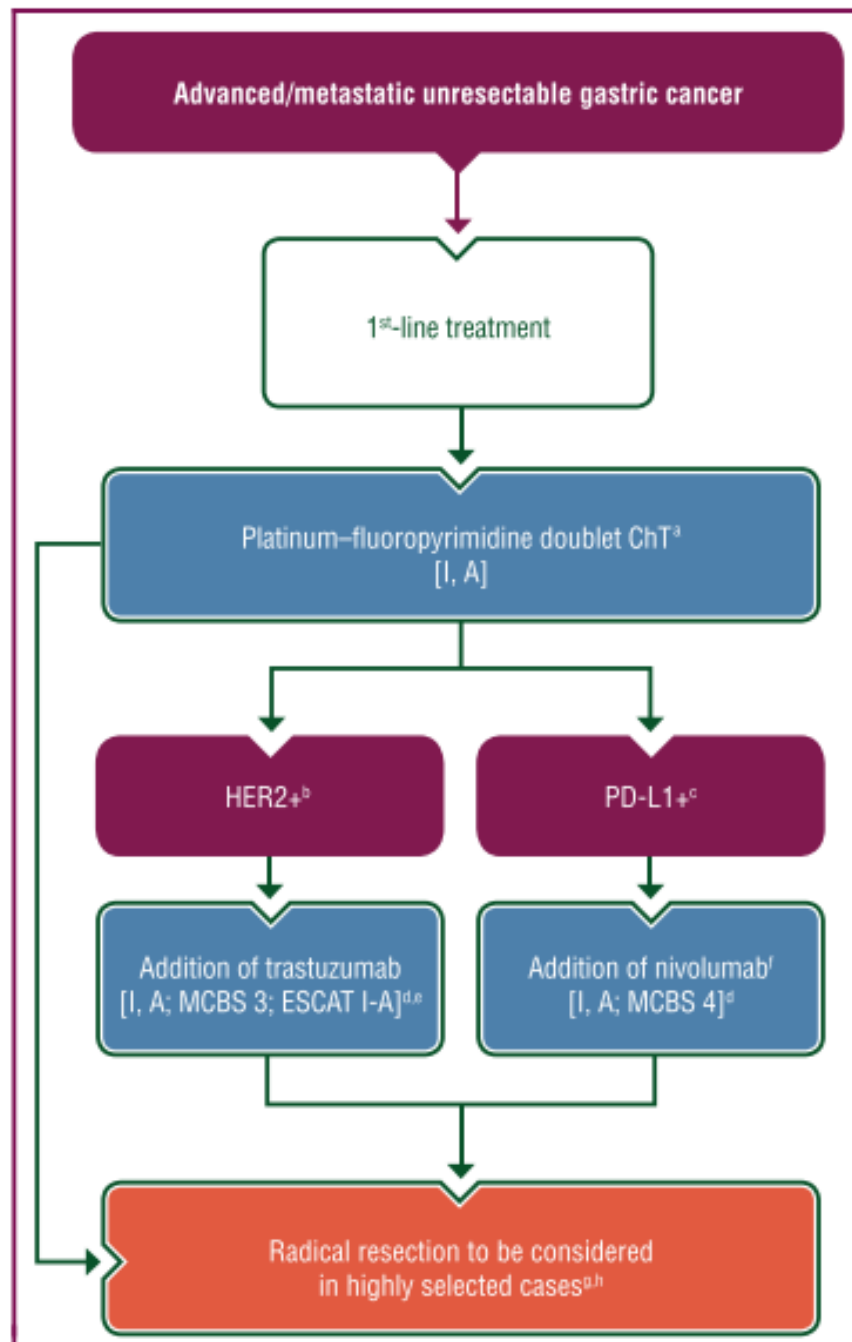 Advanced/metastatic unresectable gastric cancer
1st-line treatment
Platinum–fluoropyrimidine doublet ChTa
[I, A]
HER2+b
PD-L1+c
Addition of trastuzumab
[I, A; MCBS 3; ESCAT I-A]d,e
Addition of nivolumabf
[I, A; MCBS 4]d
Radical resection to be considered
in highly selected casesg,h